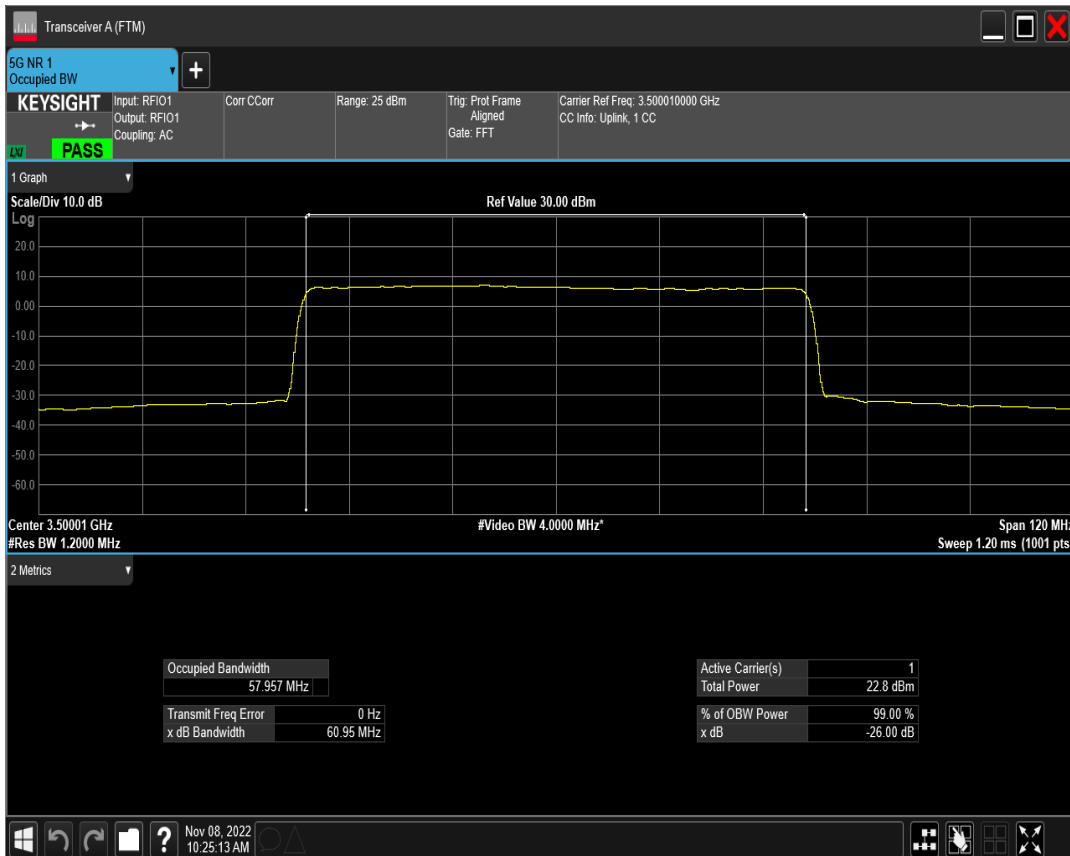 Transceiver A (FTM)
5G NR 1
Occupied BW
+
KEYSIGHT
Input: RFIO1
Output: RFIO1
Coupling: AC
Corr CCorr
Range: 25 dBm
Trig: Prot Frame
Aligned
Gate: FFT
Carrier Ref Freq: 3.500010000 GHz
CC Info: Uplink, 1 CC
LXI
PASS
1 Graph
Scale/Div 10.0 dB
Ref Value 30.00 dBm
Log
20.0
10.0
0.00
-10.0
-20.0
-30.0
-40.0
-50.0
-60.0
Center 3.50001 GHz
#Video BW 4.0000 MHz*
Span 120 MHz
#Res BW 1.2000 MHz
Sweep 1.20 ms (1001 pts
2 Metrics
Occupied Bandwidth
57.957 MHz
Transmit Freq Error 0 Hz
x dB Bandwidth 60.95 MHz
Active Carrier(s) 1
Total Power 22.8 dBm
% of OBW Power 99.00 %
x dB -26.00 dB
?
Nov 08, 2022
10:25:13 AM